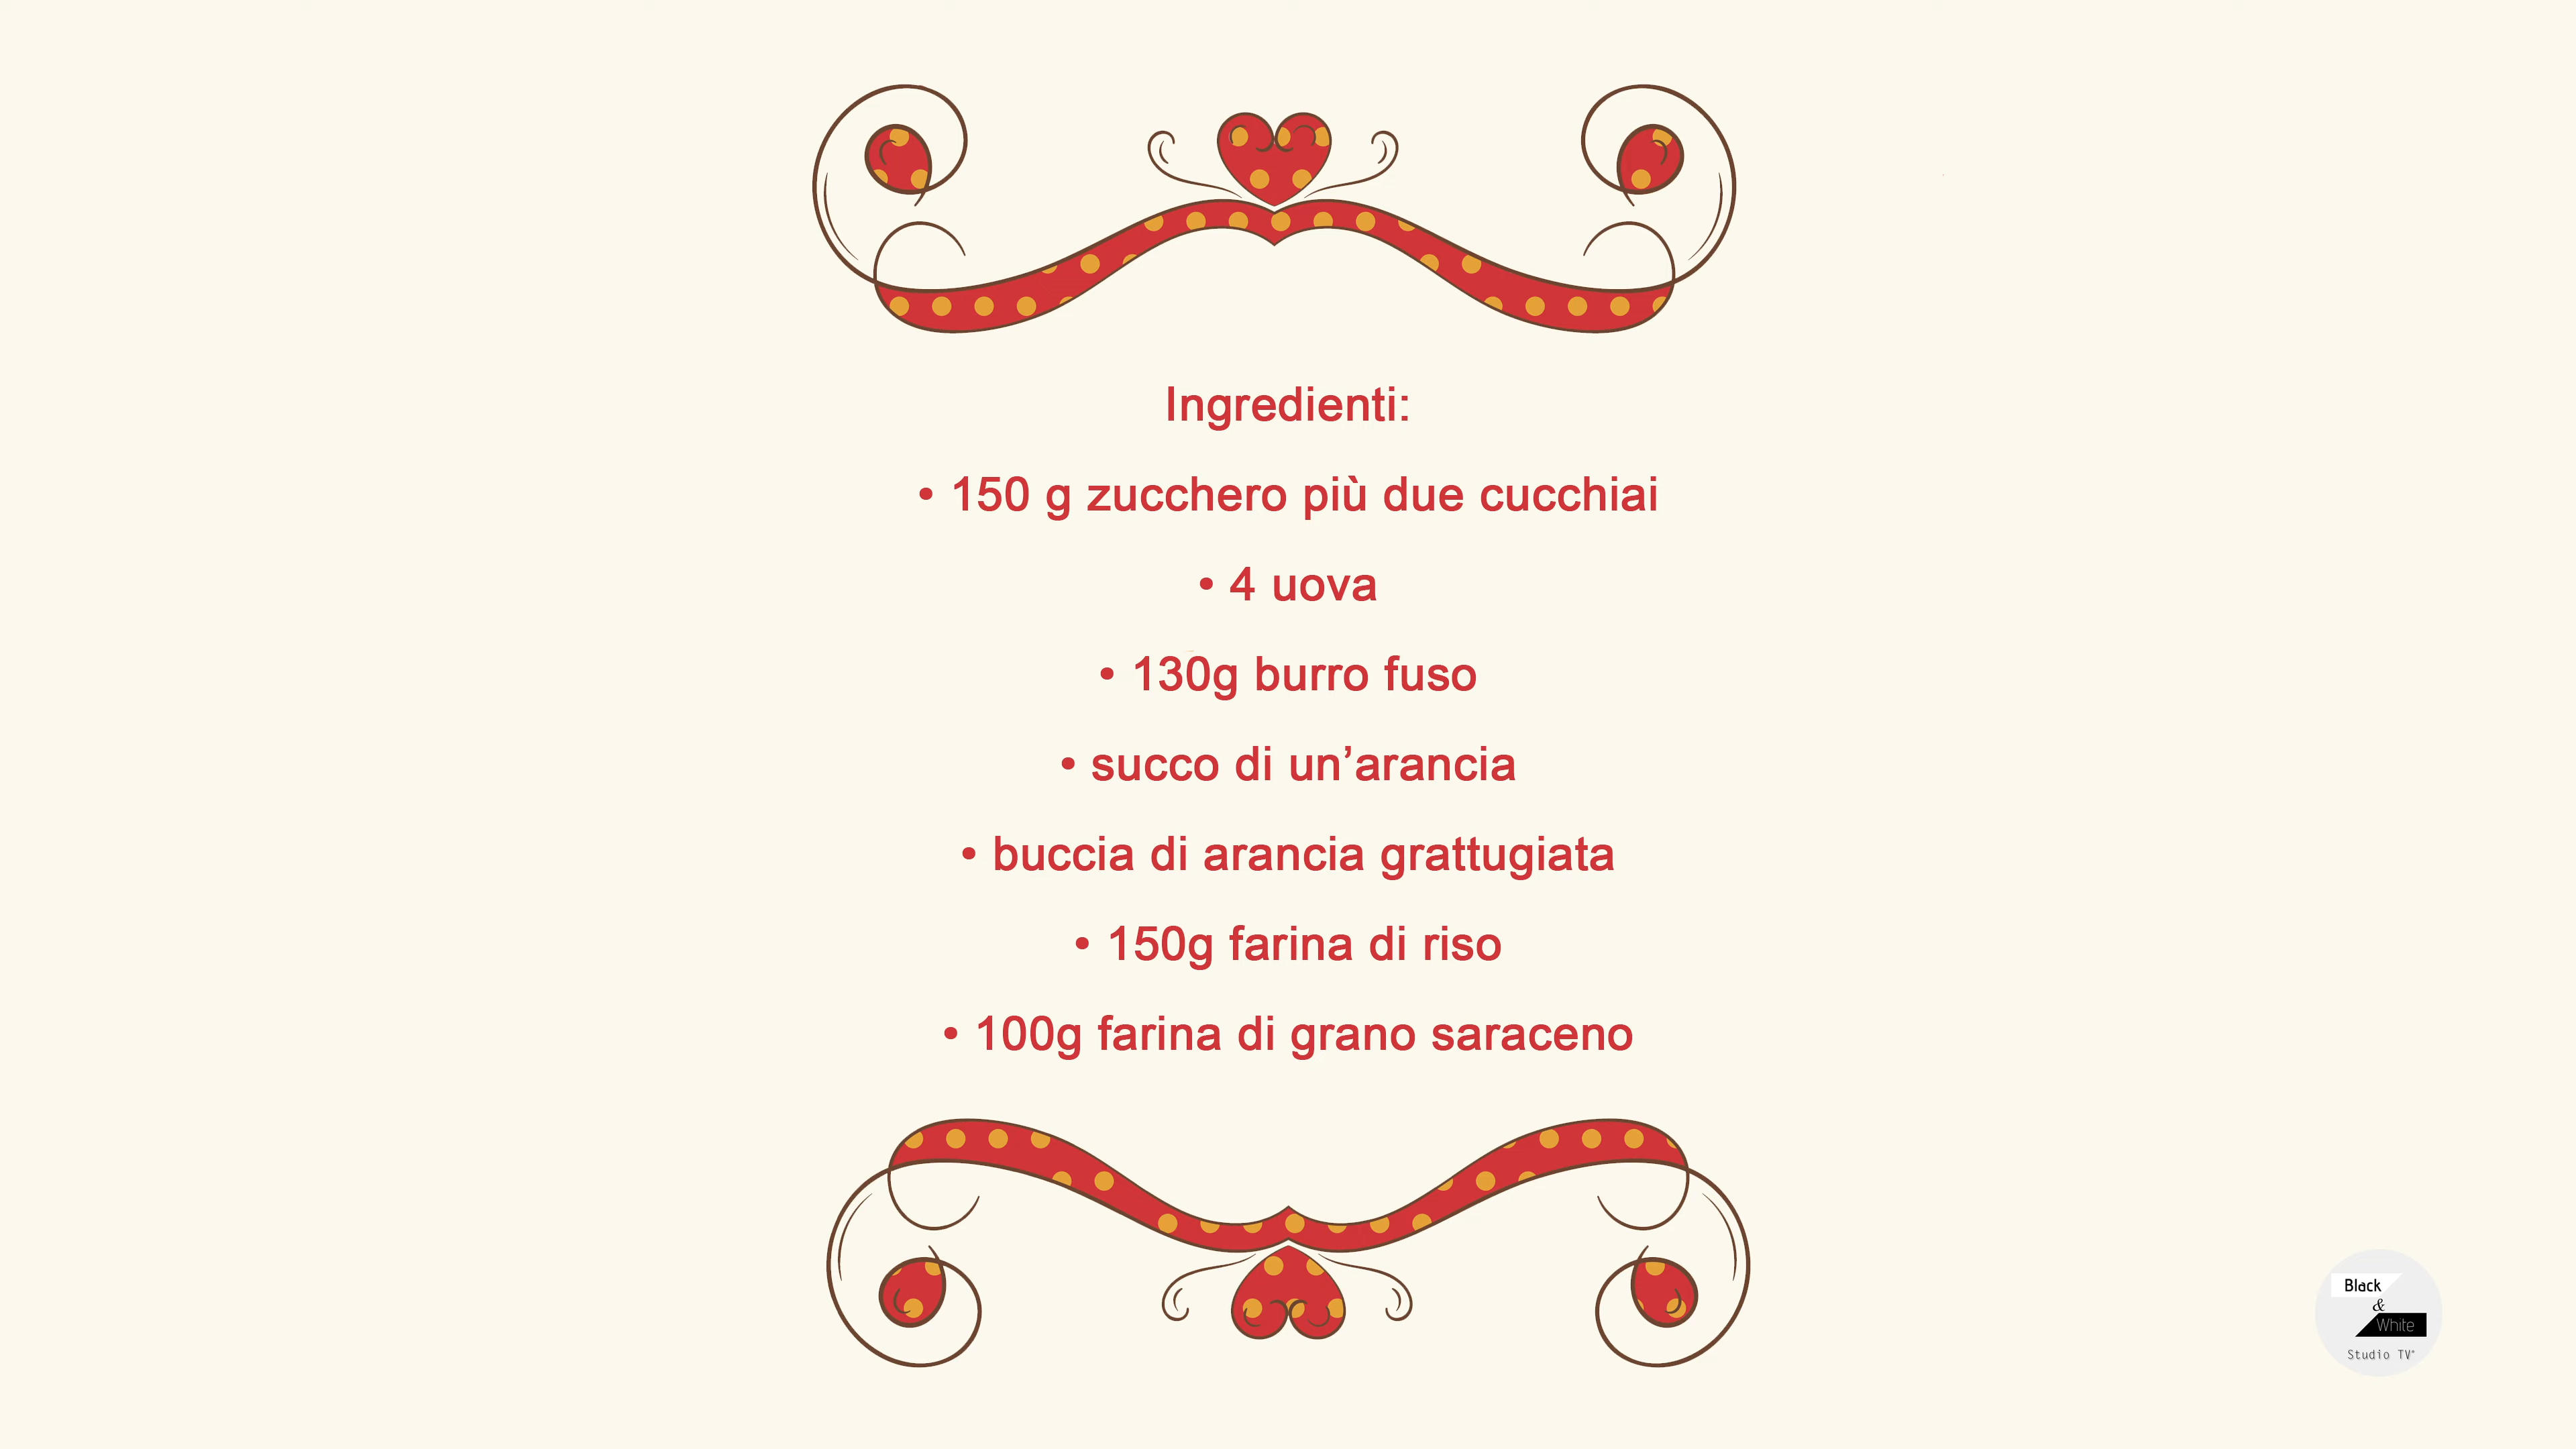 Ingredienti:
• 150 g zucchero più due cucchiai
• 4 uova
• 130g burro fuso
• succo di un’arancia
• buccia di arancia grattugiata
• 150g farina di riso
• 100g farina di grano saraceno
Black
&
White
Studio TV